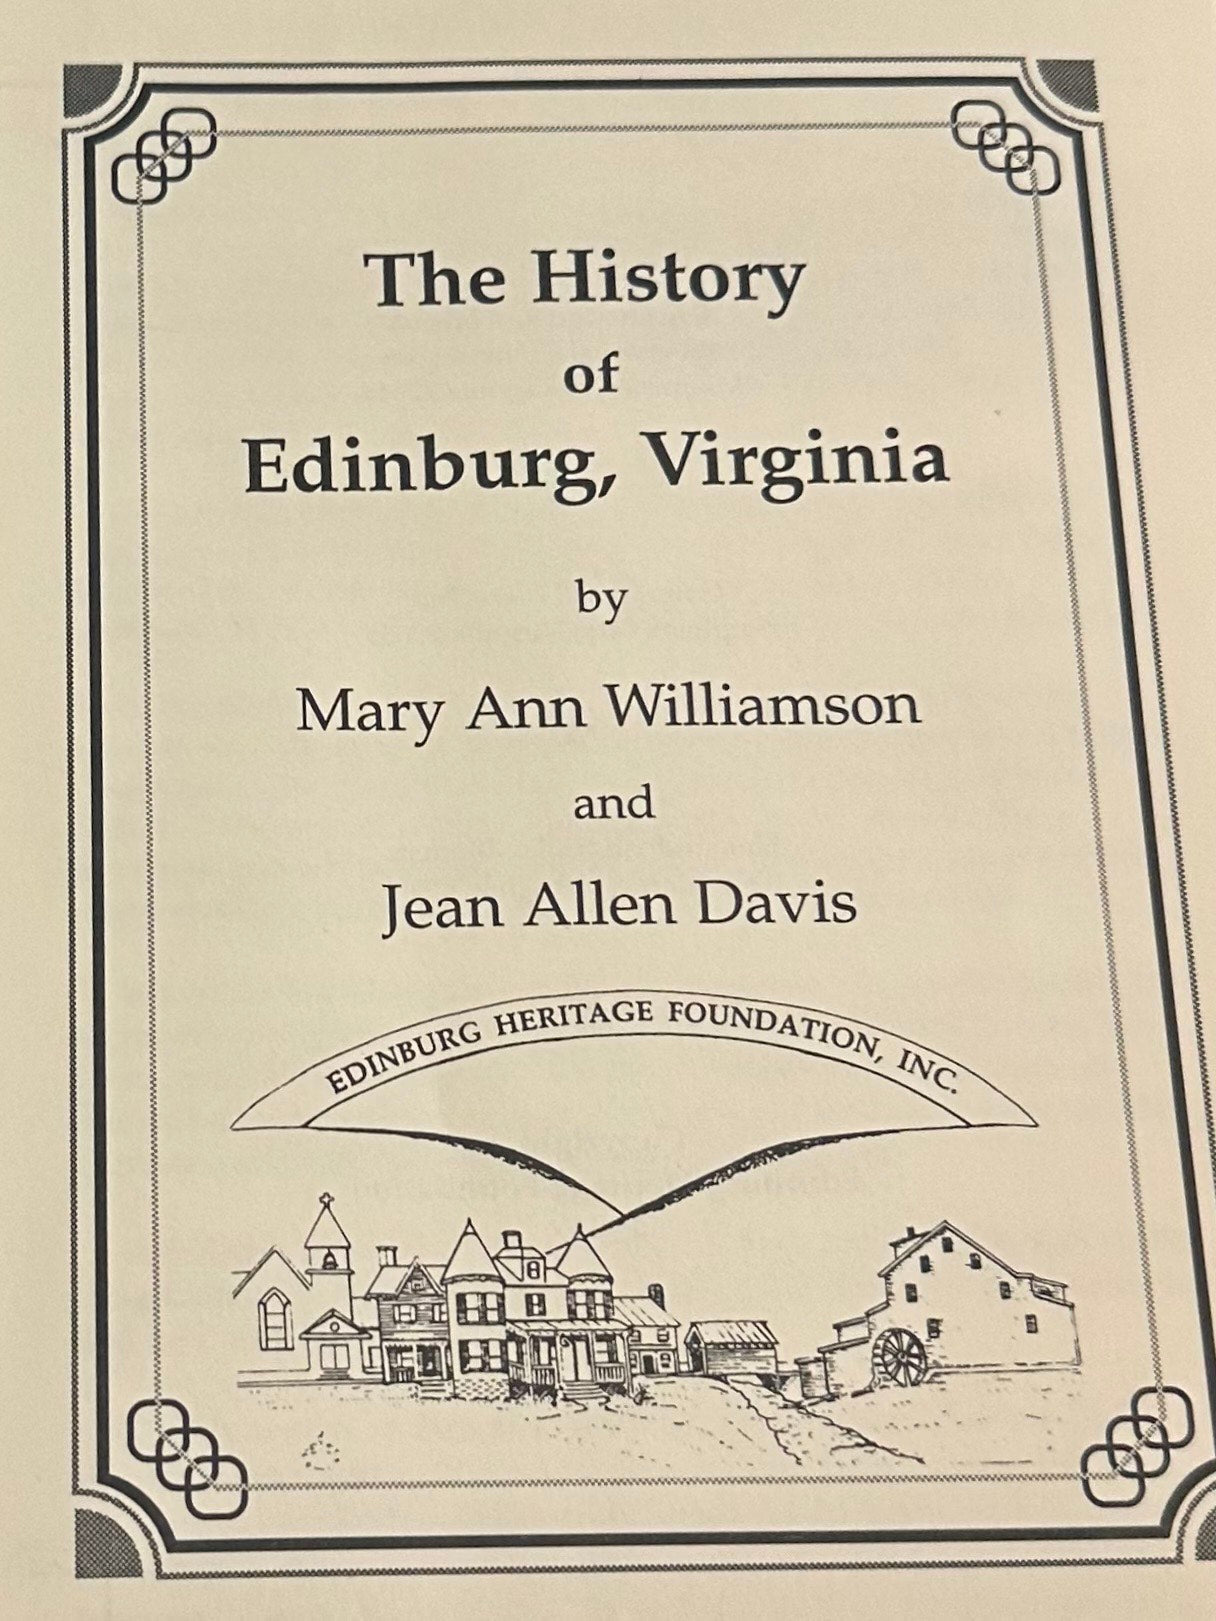 The History
of
Edinburg, Virginia
by
Mary Ann Williamson
and
Jean Allen Davis
EDINBURG HERITAGE FOUNDATION, INC.